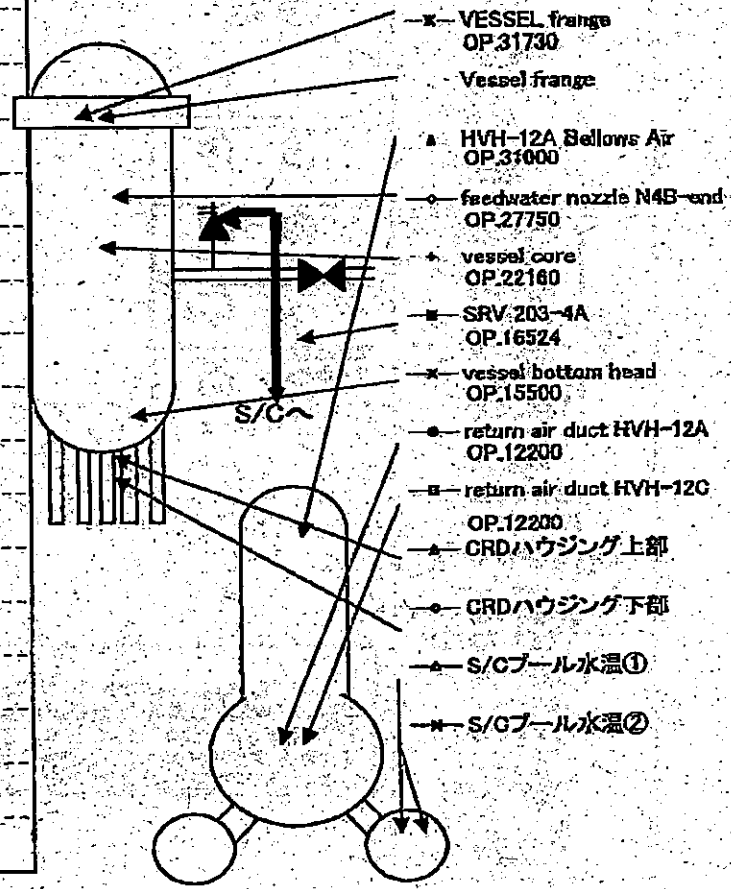 VESSEL frange
OP.31730
Vessel frange
HVH-12A Bellows Air
OP.31000
feedwater nozzle N4B-end
OP.27750
vessel core
OP.22160
SRV 203-4A
OP.16524
vessel bottom head
OP.15500
S/Cへ
return air duct HVH-12A
OP.12200
return air duct HVH-12C
OP.12200
CRDハウジング上部
CRDハウジング下部
S/Cプール水温①
S/Cプール水温②